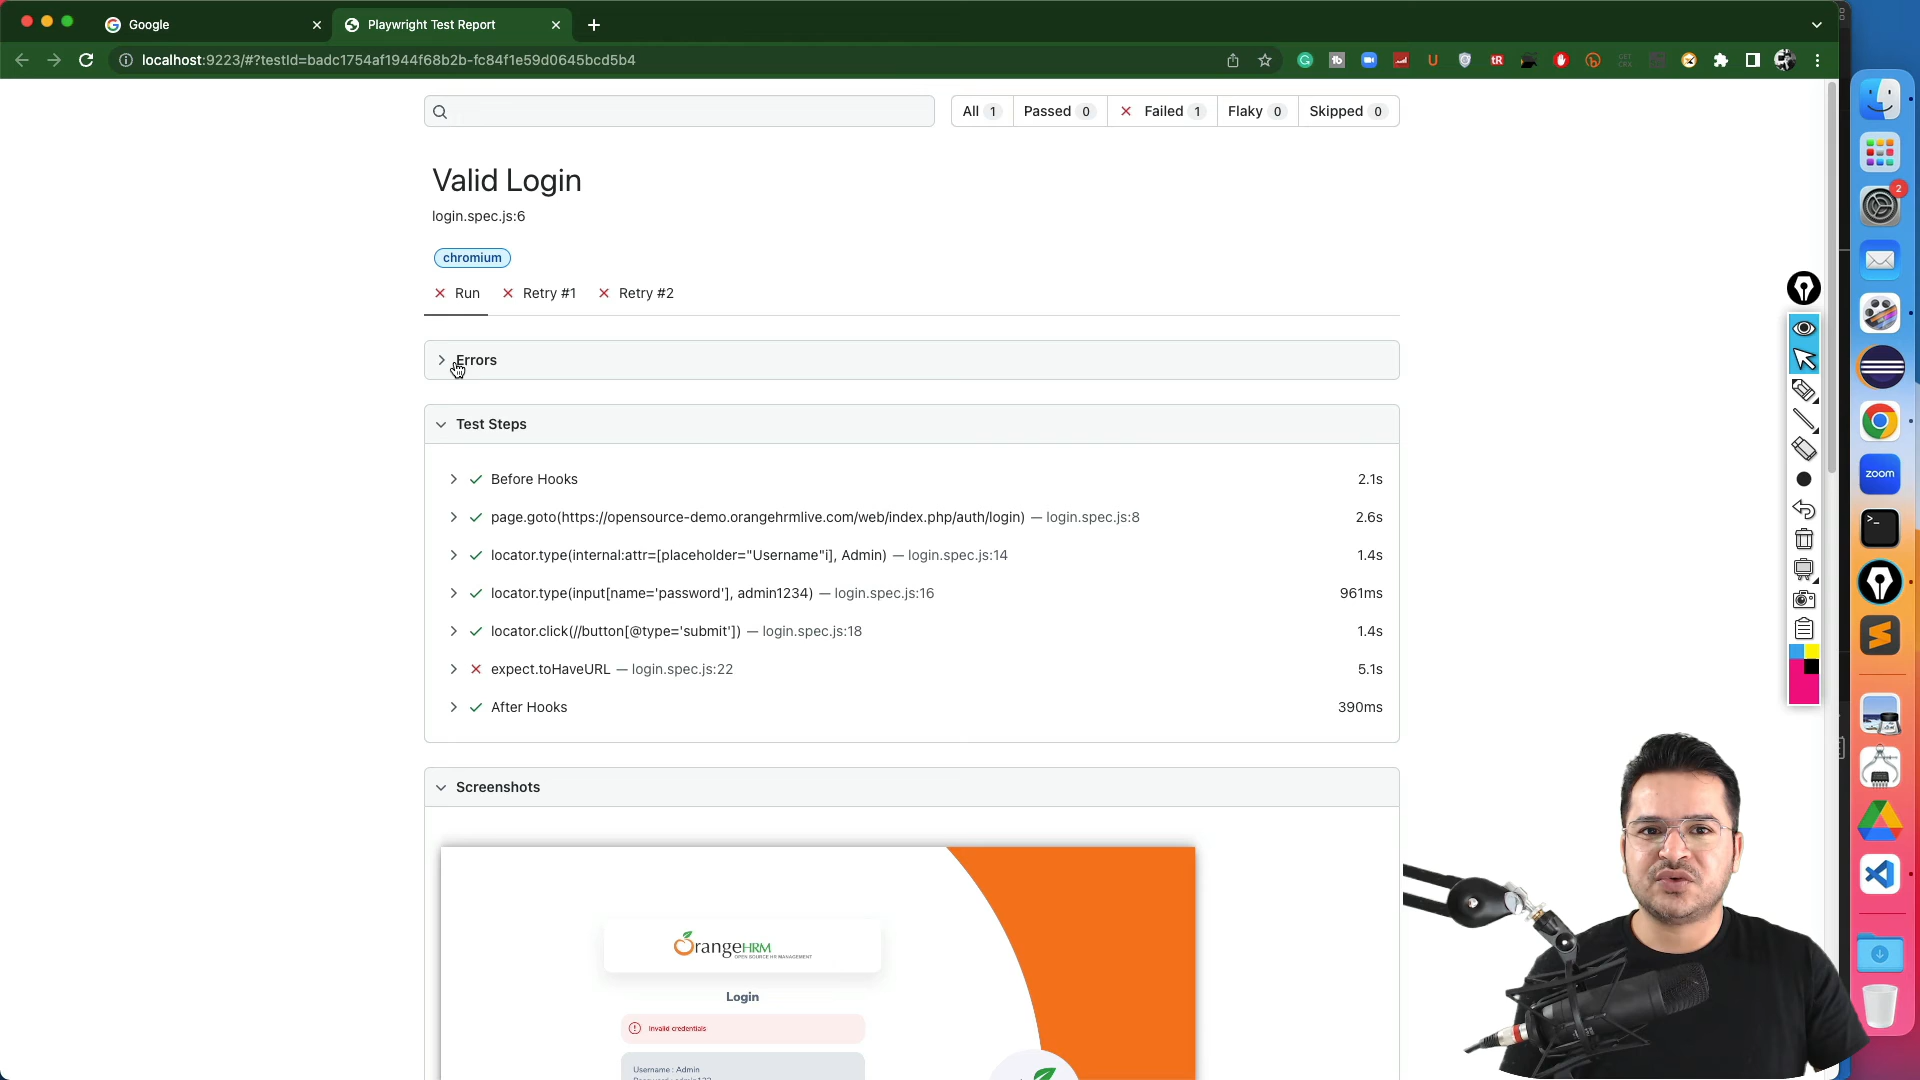 Google
Playwright Test Report
localhost:9223/#?testId=badc1754af1944f68b2b-fc84f1e59d0645bcd5b4
All 1
Passed 0
Failed 1
Flaky 0
Skipped 0
Valid Login
login.spec.js:6
chromium
Run
Retry #1
Retry #2
Errors
Test Steps
Before Hooks 2.1s
page.goto(https://opensource-demo.orangehrmlive.com/web/index.php/auth/login) — login.spec.js:8 2.6s
locator.type(internal:attr=[placeholder="Username"i], Admin) — login.spec.js:14 1.4s
locator.type(input[name='password'], admin1234) — login.spec.js:16 961ms
locator.click(//button[@type='submit']) — login.spec.js:18 1.4s
expect.toHaveURL — login.spec.js:22 5.1s
After Hooks 390ms
Screenshots
OrangeHRM
OPEN SOURCE HR MANAGEMENT
Login
Invalid credentials
Username : Admin
2
zoom